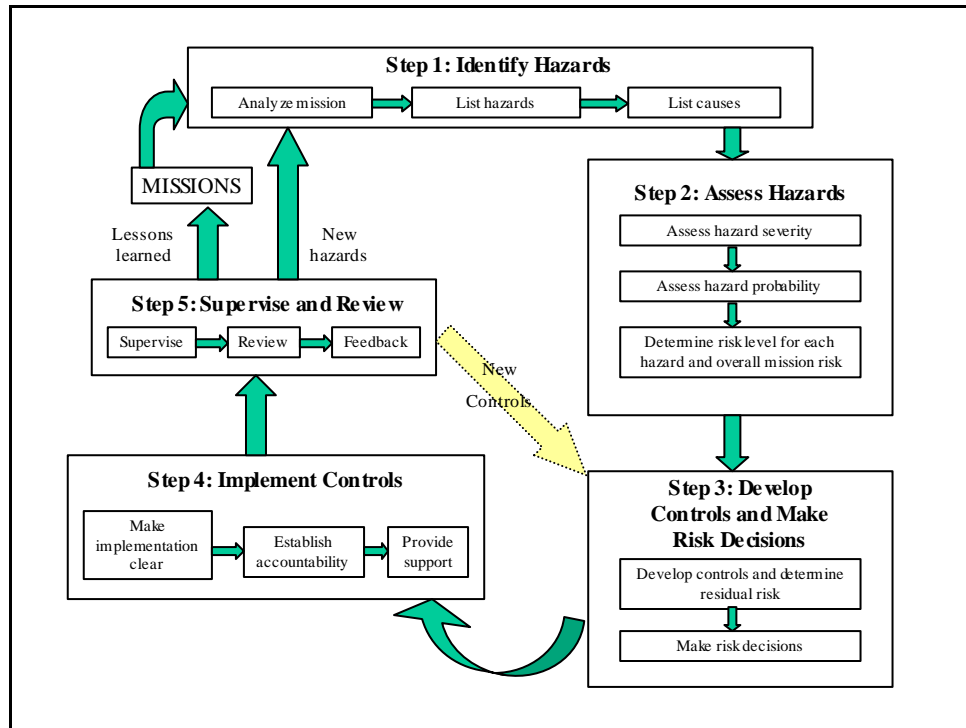 Step 1: Identify Hazards
Analyze mission
List hazards
List causes
MISSIONS
Lessons
learned
New
hazards
Step 2: Assess Hazards
Assess hazard severity
Assess hazard probability
Determine risk level for each
hazard and overall mission risk
Step 5: Supervise and Review
Supervise
Review
Feedback
New
Controls
Step 4: Implement Controls
Make
implementation
clear
Establish
accountability
Provide
support
Step 3: Develop
Controls and Make
Risk Decisions
Develop controls and determine
residual risk
Make risk decisions